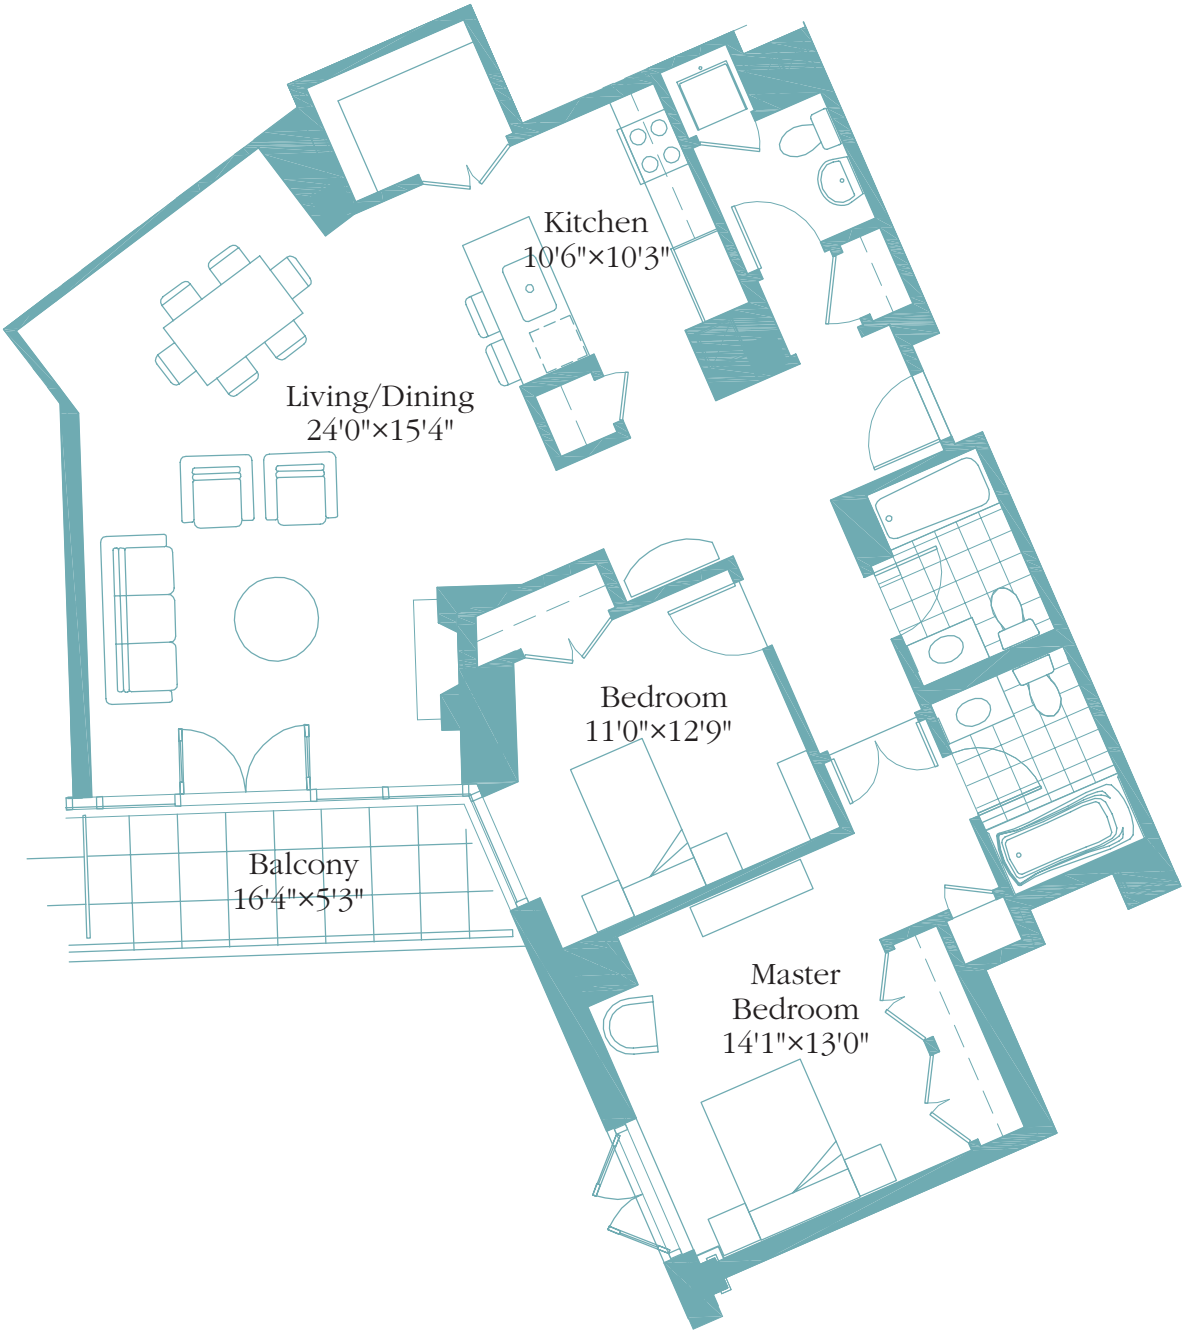 Kitchen
10'6"×10'3"
Living/Dining
24'0"×15'4"
Bedroom
11'0"×12'9"
Balcony
16'4"×5'3"
Master
Bedroom
14'1"×13'0"